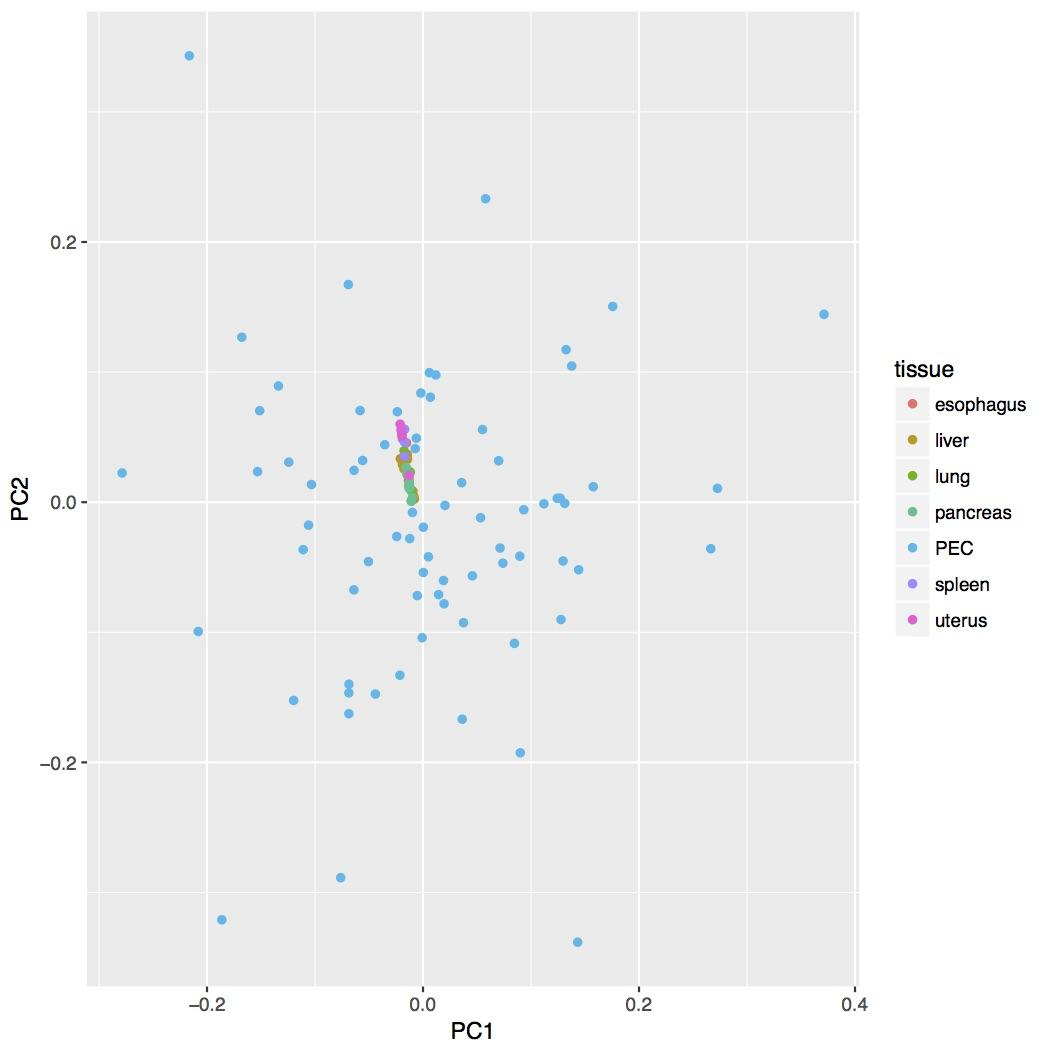 0.2
0.0
−0.2
PC2
−0.2
0.0
0.2
0.4
PC1
tissue
esophagus
liver
lung
pancreas
PEC
spleen
uterus